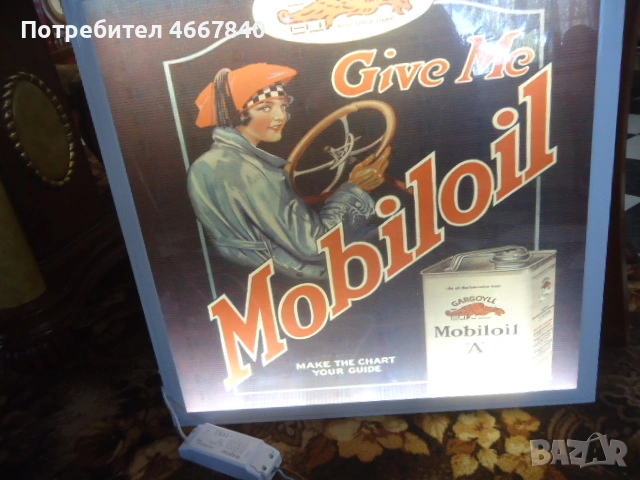 Потребител 4667840
Give Me
Mobiloil
GARGOYLE
Mobiloil
"A"
MAKE THE CHART
YOUR GUIDE
BAZAR